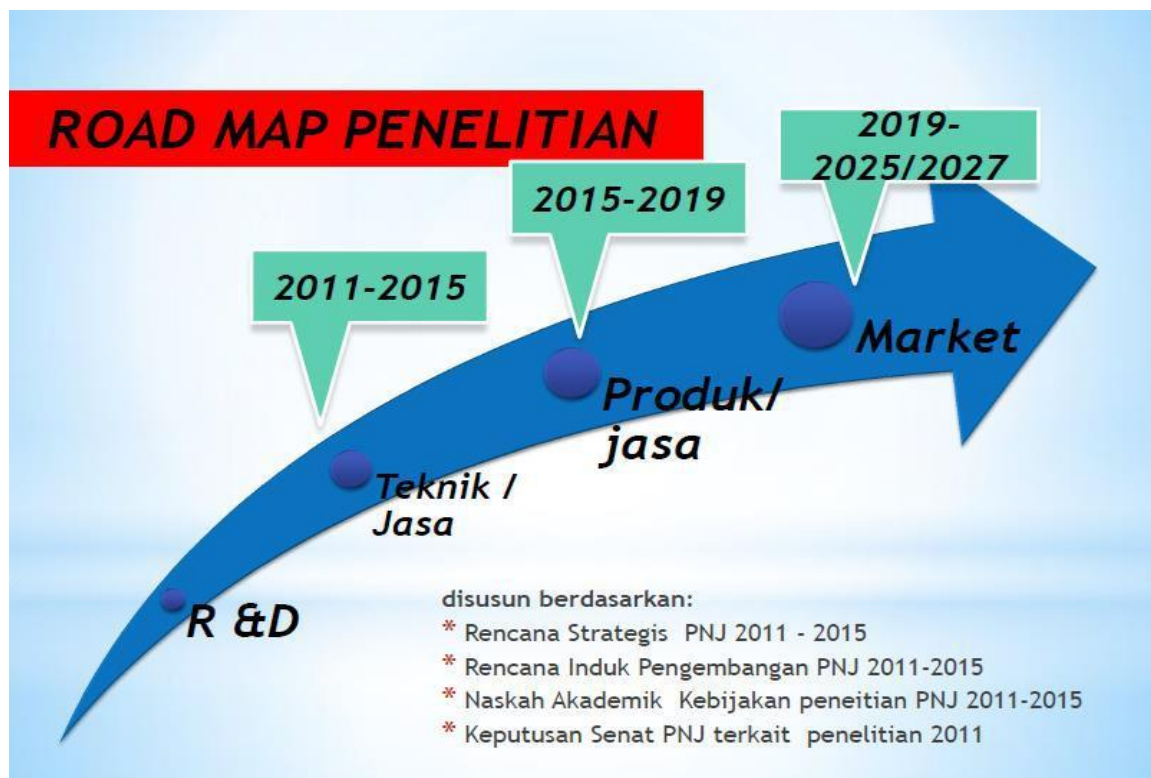 ROAD MAP PENELITIAN
2019-
2025/2027
2015-2019
2011-2015
Market
Produk/
jasa
Teknik /
Jasa
R &D
disusun berdasarkan:
* Rencana Strategis PNJ 2011 - 2015
* Rencana Induk Pengembangan PNJ 2011-2015
* Naskah Akademik Kebijakan peneitian PNJ 2011-2015
* Keputusan Senat PNJ terkait penelitian 2011